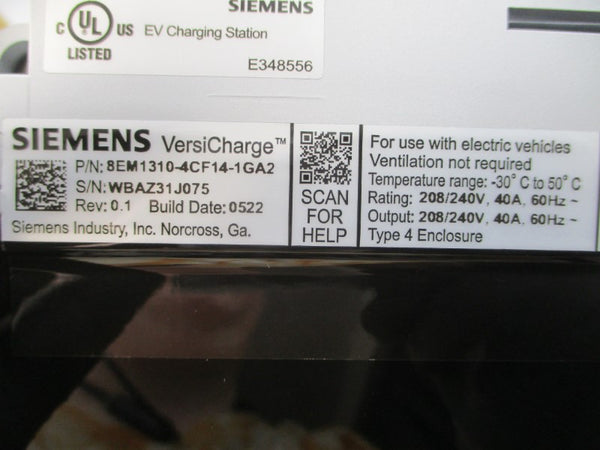 SIEMENS
C UL US EV Charging Station
LISTED
E348556
SIEMENS VersiCharge™
P/N: 8EM1310-4CF14-1GA2
S/N: WBAZ31J075
Rev: 0.1 Build Date: 0522
Siemens Industry, Inc. Norcross, Ga.
SCAN
FOR
HELP
For use with electric vehicles
Ventilation not required
Temperature range: -30° C to 50° C
Rating: 208/240V, 40A, 60Hz ~
Output: 208/240V, 40A, 60Hz ~
Type 4 Enclosure